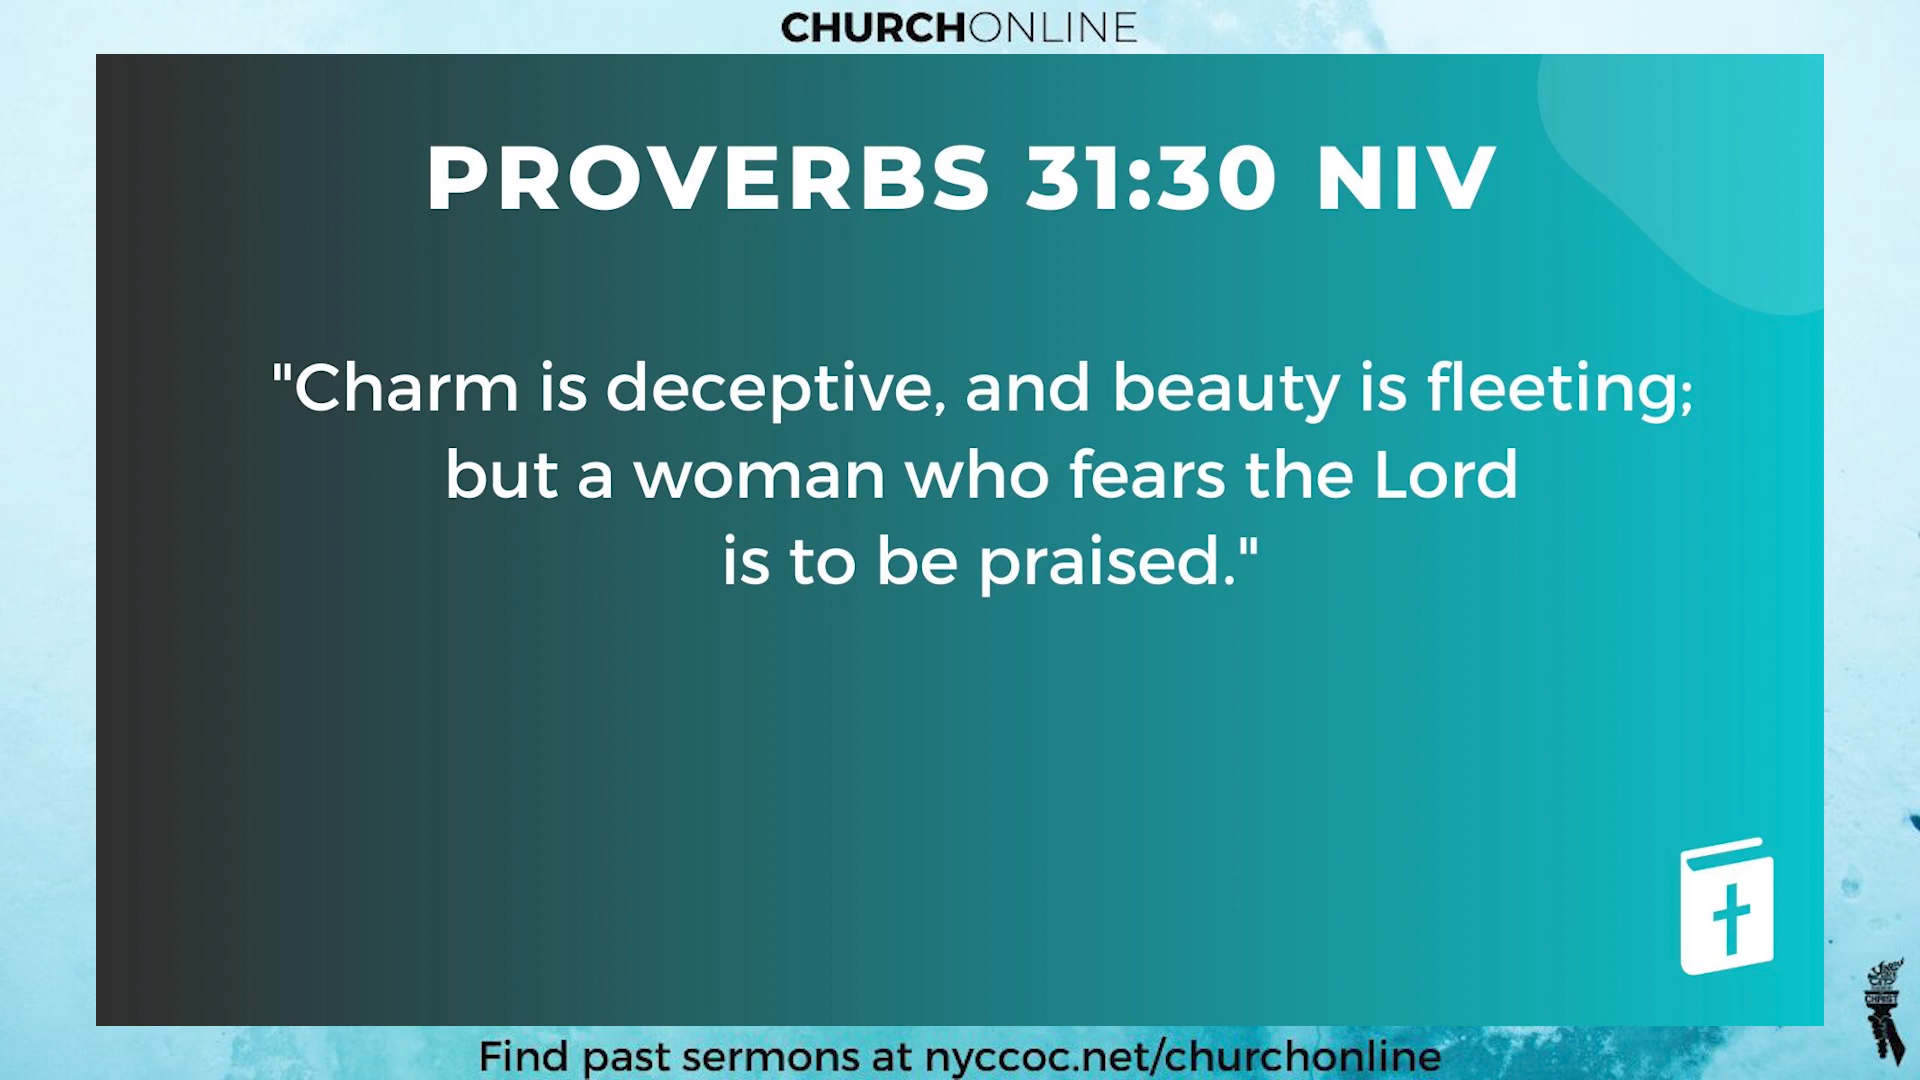 CHURCHONLINE
PROVERBS 31:30 NIV
"Charm is deceptive, and beauty is fleeting;
but a woman who fears the Lord
is to be praised."
CHRIST
Find past sermons at nyccoc.net/churchonline